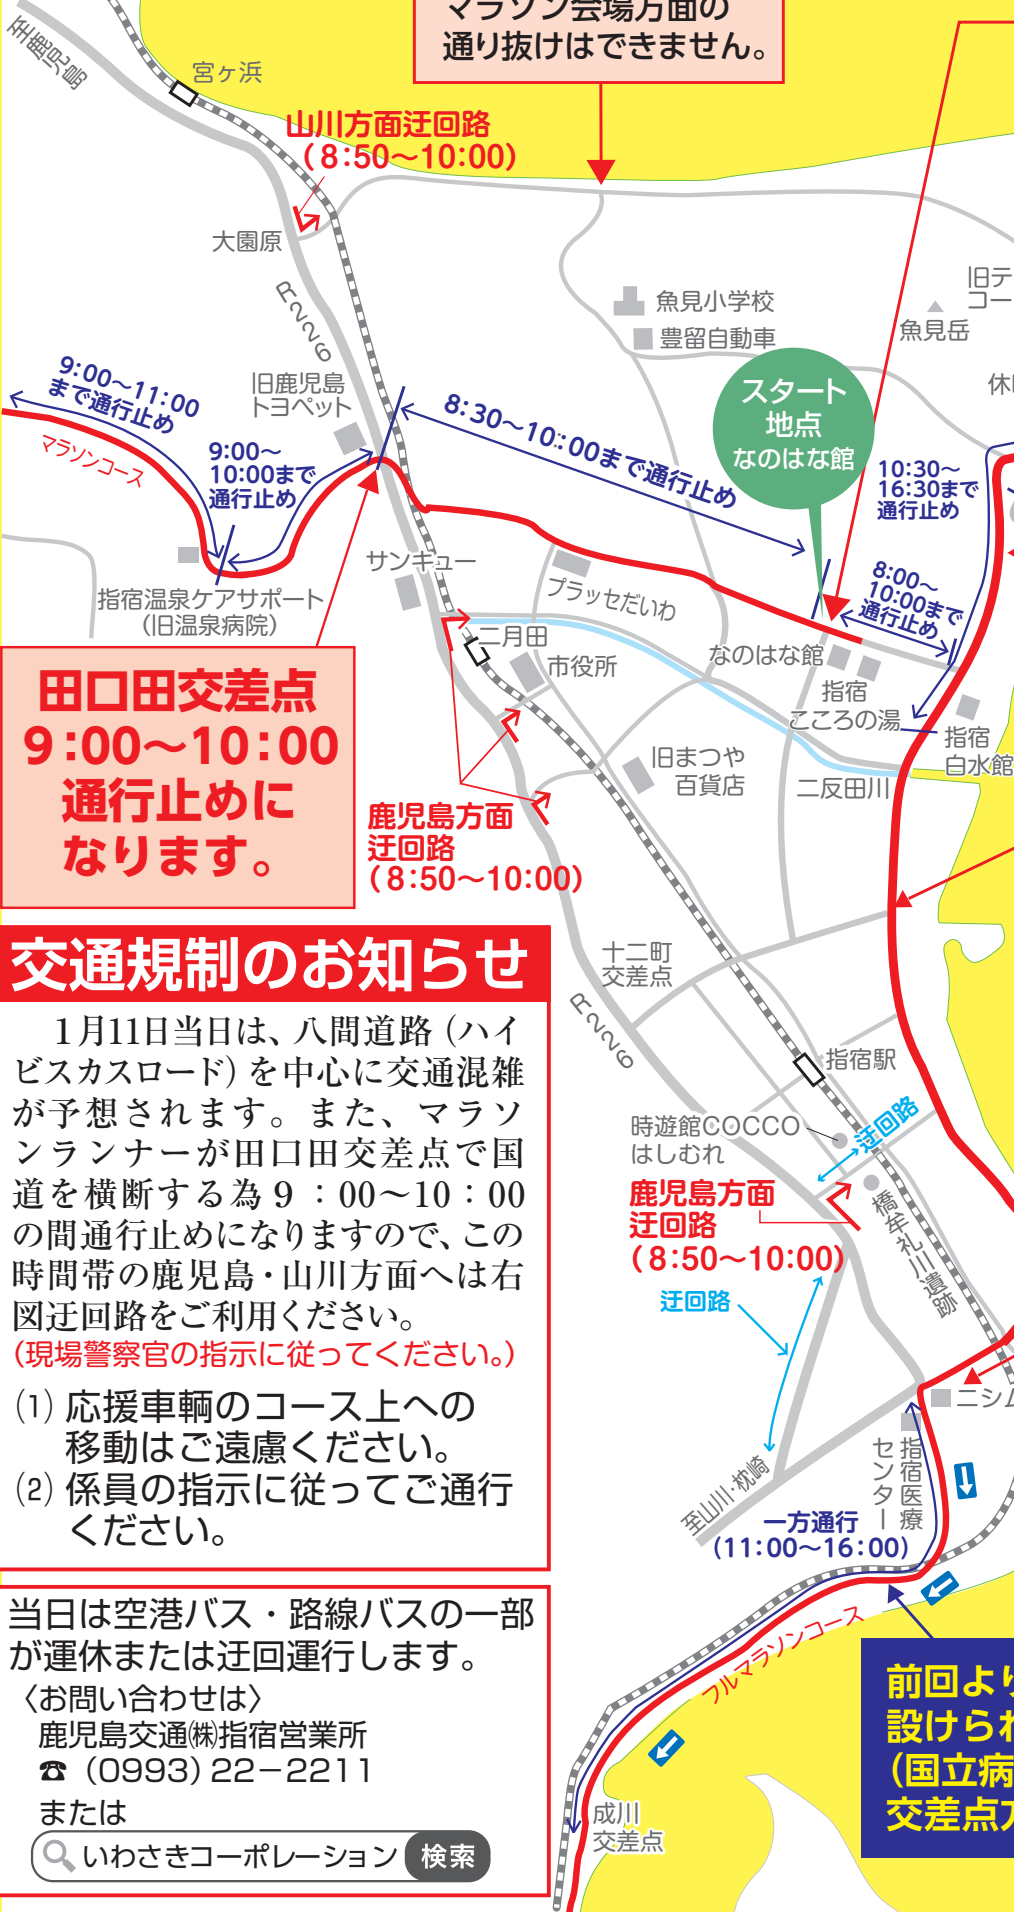 マラソン会場方面の
通り抜けはできません。
至鹿児島
宮ヶ浜
山川方面迂回路
(8:50〜10:00)
大園原
R226
魚見小学校
豊留自動車
旧テ
コー
魚見岳
休
旧鹿児島
トヨペット
9:00〜11:00
まで通行止め
マラソンコース
9:00〜
10:00まで
通行止め
8:30〜10:00まで通行止め
スタート
地点
なのはな館
10:30〜
16:30まで
通行止め
8:00〜
10:00まで
通行止め
サンキュー
プラッセだいわ
指宿温泉ケアサポート
(旧温泉病院)
二月田
市役所
なのはな館
指宿
こころの湯
指宿
白水館
田口田交差点
9:00〜10:00
通行止めに
なります。
旧まつや
百貨店
二反田川
鹿児島方面
迂回路
(8:50〜10:00)
十二町
交差点
R226
指宿駅
時遊館COCCO
はしむれ
迂回路
鹿児島方面
迂回路
(8:50〜10:00)
橋牟礼川遺跡
迂回路
ニシム
指宿医療
センター
至山川・枕崎
一方通行
(11:00〜16:00)
フルマラソンコース
成川
交差点
前回より
設けられ
(国立病
交差点方
交通規制のお知らせ
1月11日当日は、八間道路(ハイ
ビスカスロード)を中心に交通混雑
が予想されます。また、マラソ
ンランナーが田口田交差点で国
道を横断する為9：00〜10：00
の間通行止めになりますので、この
時間帯の鹿児島・山川方面へは右
図迂回路をご利用ください。
(現場警察官の指示に従ってください。)
(1) 応援車輌のコース上への
移動はご遠慮ください。
(2) 係員の指示に従ってご通行
ください。
当日は空港バス・路線バスの一部
が運休または迂回運行します。
〈お問い合わせは〉
鹿児島交通㈱指宿営業所
☎ (0993) 22−2211
または
いわさきコーポレーション 検索